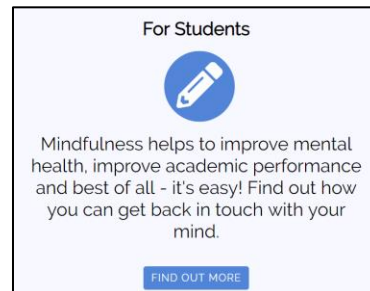 For Students
Mindfulness helps to improve mental
health, improve academic performance
and best of all - it's easy! Find out how
you can get back in touch with your
mind.
FIND OUT MORE